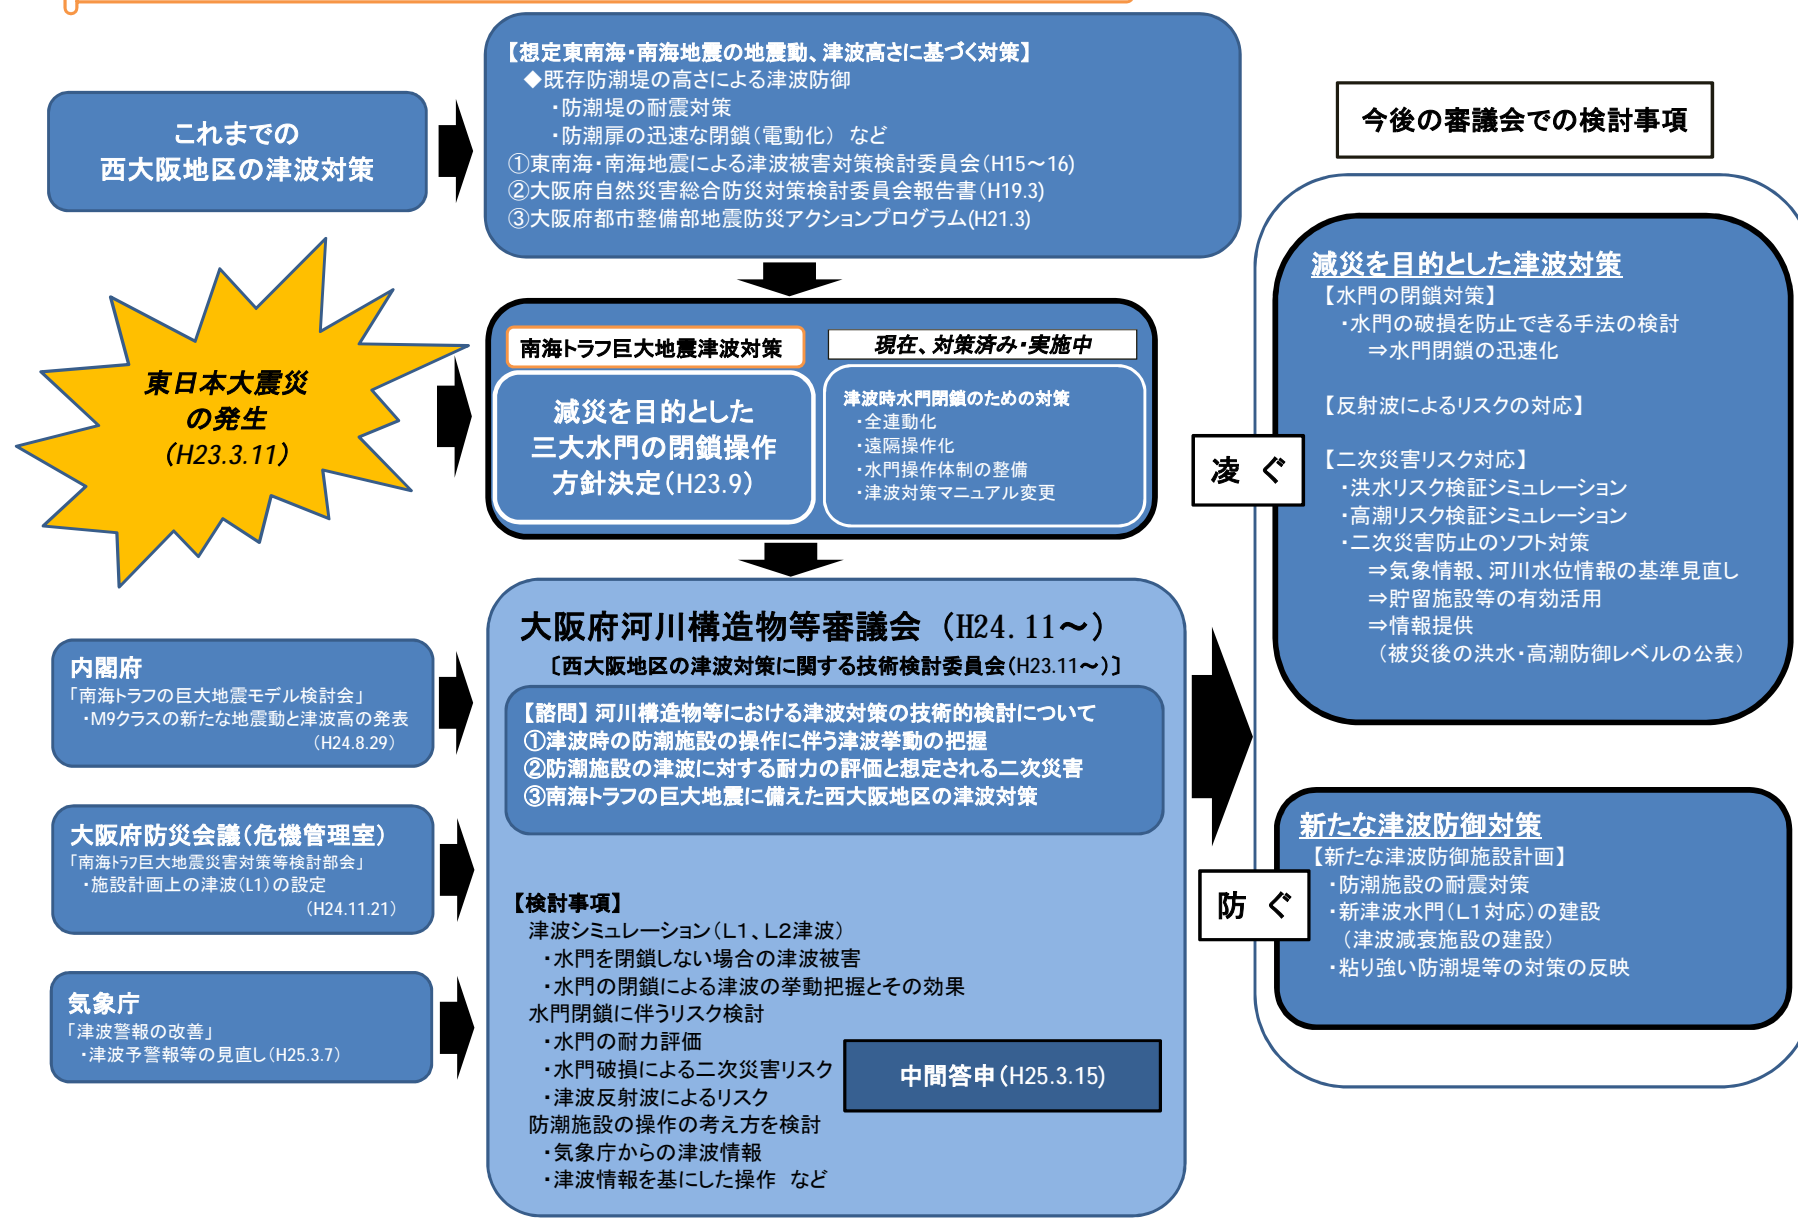 これまでの
西大阪地区の津波対策
【想定東南海・南海地震の地震動、津波高さに基づく対策】
◆既存防潮堤の高さによる津波防御
・防潮堤の耐震対策
・防潮扉の迅速な閉鎖(電動化) など
①東南海・南海地震による津波被害対策検討委員会(H15～16)
②大阪府自然災害総合防災対策検討委員会報告書(H19.3)
③大阪府都市整備部地震防災アクションプログラム(H21.3)
東日本大震災
の発生
(H23.3.11)
南海トラフ巨大地震津波対策
減災を目的とした
三大水門の閉鎖操作
方針決定(H23.9)
現在、対策済み・実施中
津波時水門閉鎖のための対策
・全連動化
・遠隔操作化
・水門操作体制の整備
・津波対策マニュアル変更
内閣府
「南海トラフの巨大地震モデル検討会」
・M9クラスの新たな地震動と津波高の発表
(H24.8.29)
大阪府防災会議(危機管理室)
「南海トラフ巨大地震災害対策等検討部会」
・施設計画上の津波(L1)の設定
(H24.11.21)
気象庁
「津波警報の改善」
・津波予警報等の見直し(H25.3.7)
大阪府河川構造物等審議会 (H24.11～)
〔西大阪地区の津波対策に関する技術検討委員会(H23.11～)〕
【諮問】河川構造物等における津波対策の技術的検討について
①津波時の防潮施設の操作に伴う津波挙動の把握
②防潮施設の津波に対する耐力の評価と想定される二次災害
③南海トラフの巨大地震に備えた西大阪地区の津波対策
【検討事項】
津波シミュレーション(L1、L2津波)
・水門を閉鎖しない場合の津波被害
・水門の閉鎖による津波の挙動把握とその効果
水門閉鎖に伴うリスク検討
・水門の耐力評価
・水門破損による二次災害リスク
・津波反射波によるリスク
防潮施設の操作の考え方を検討
・気象庁からの津波情報
・津波情報を基にした操作 など
中間答申(H25.3.15)
今後の審議会での検討事項
凌 ぐ
減災を目的とした津波対策
【水門の閉鎖対策】
・水門の破損を防止できる手法の検討
⇒水門閉鎖の迅速化
【反射波によるリスクの対応】
【二次災害リスク対応】
・洪水リスク検証シミュレーション
・高潮リスク検証シミュレーション
・二次災害防止のソフト対策
⇒気象情報、河川水位情報の基準見直し
⇒貯留施設等の有効活用
⇒情報提供
(被災後の洪水・高潮防御レベルの公表)
防 ぐ
新たな津波防御対策
【新たな津波防御施設計画】
・防潮施設の耐震対策
・新津波水門(L1対応)の建設
(津波減衰施設の建設)
・粘り強い防潮堤等の対策の反映